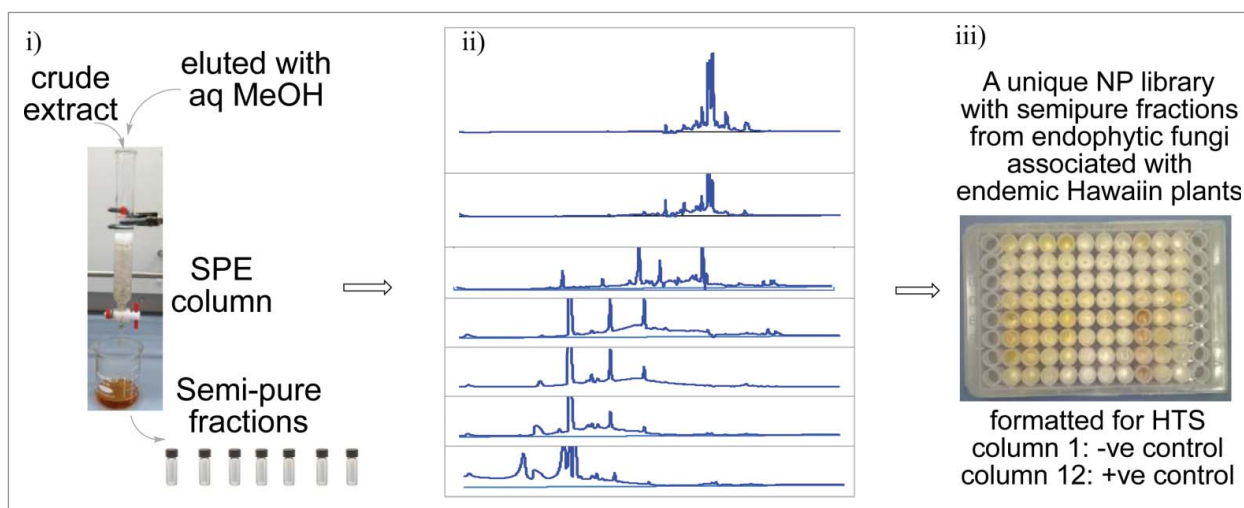 i)
crude
extract
eluted with
aq MeOH
SPE
column
Semi-pure
fractions
ii)
iii)
A unique NP library
with semipure fractions
from endophytic fungi
associated with
endemic Hawaiin plants
formatted for HTS
column 1: -ve control
column 12: +ve control